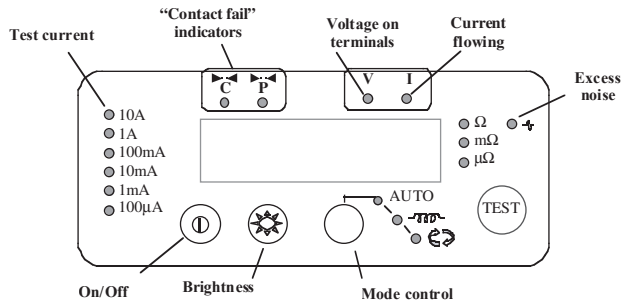 “Contact fail”
indicators
Test current
Voltage on
terminals
Current
flowing
Excess
noise
C P
V I
10A
1A
100mA
10mA
1mA
100µA
Ω
mΩ
µΩ
AUTO
TEST
On/Off
Brightness
Mode control